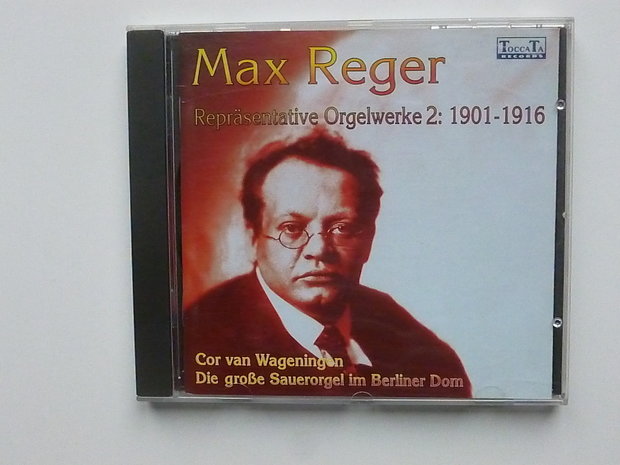 Max Reger
TOCCATA
RECORDS
Repräsentative Orgelwerke 2: 1901-1916
Cor van Wageningen
Die große Sauerorgel im Berliner Dom